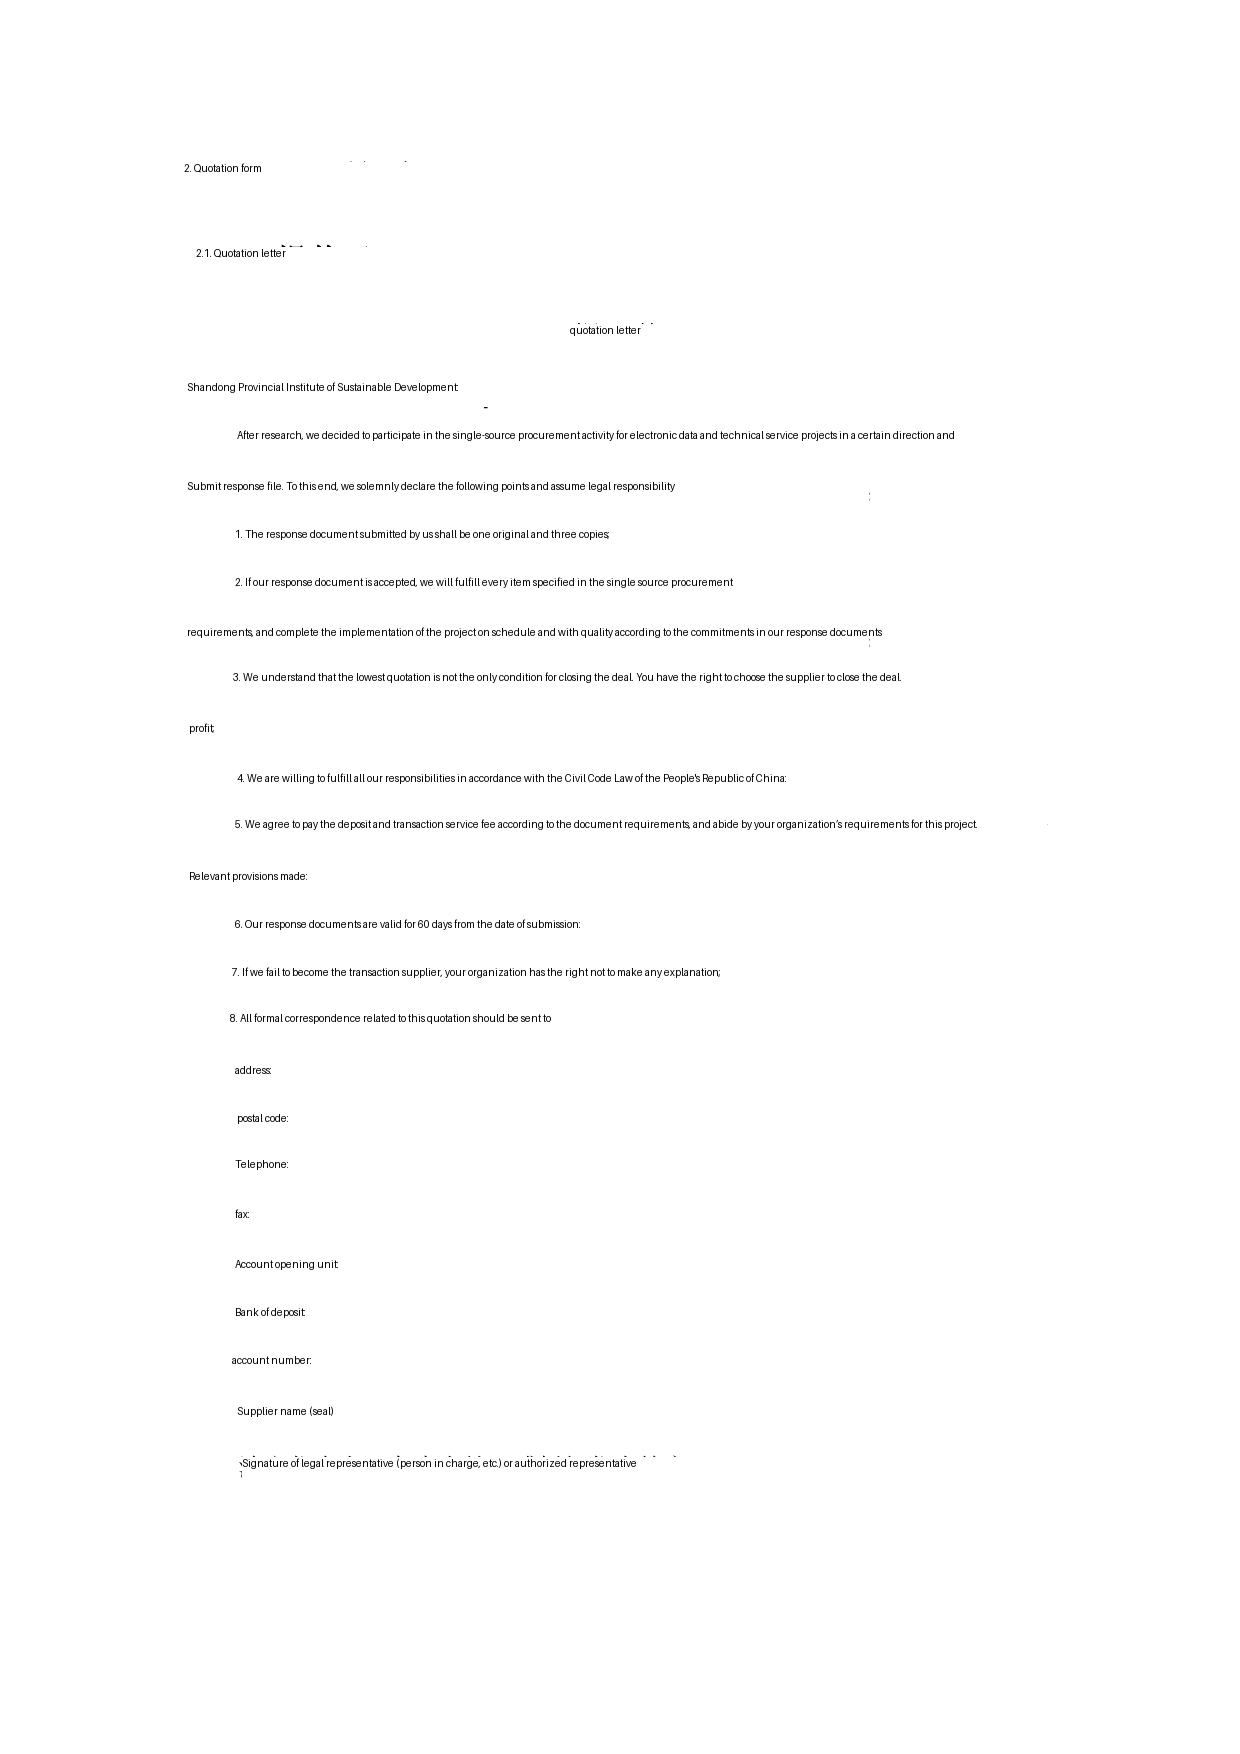 2. Quotation form
2.1. Quotation letter
quotation letter
Shandong Provincial Institute of Sustainable Development:
After research, we decided to participate in the single-source procurement activity for electronic data and technical service projects in a certain direction and
Submit response file. To this end, we solemnly declare the following points and assume legal responsibility
1. The response document submitted by us shall be one original and three copies;
2. If our response document is accepted, we will fulfill every item specified in the single source procurement
requirements, and complete the implementation of the project on schedule and with quality according to the commitments in our response documents
3. We understand that the lowest quotation is not the only condition for closing the deal. You have the right to choose the supplier to close the deal.
profit;
4. We are willing to fulfill all our responsibilities in accordance with the Civil Code Law of the People's Republic of China:
5. We agree to pay the deposit and transaction service fee according to the document requirements, and abide by your organization's requirements for this project.
Relevant provisions made:
6. Our response documents are valid for 60 days from the date of submission:
7. If we fail to become the transaction supplier, your organization has the right not to make any explanation;
8. All formal correspondence related to this quotation should be sent to
address:
postal code:
Telephone:
fax:
Account opening unit:
Bank of deposit:
account number:
Supplier name (seal)
Signature of legal representative (person in charge, etc.) or authorized representative